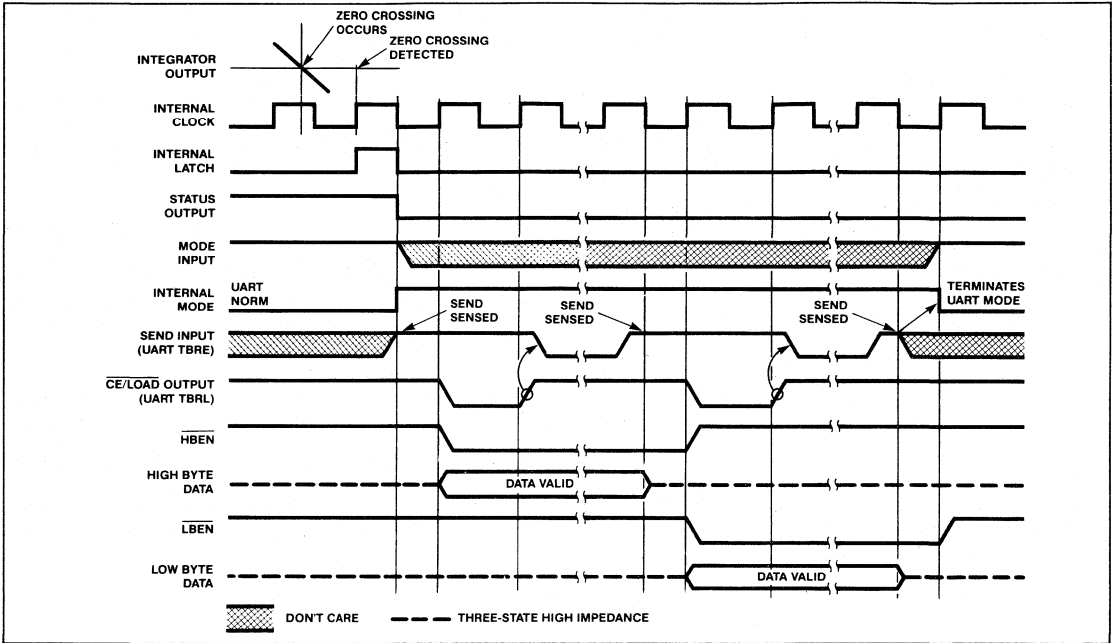 ZERO CROSSING
OCCURS
ZERO CROSSING
DETECTED
INTEGRATOR
OUTPUT
INTERNAL
CLOCK
INTERNAL
LATCH
STATUS
OUTPUT
MODE
INPUT
INTERNAL
MODE
UART
NORM
SEND
SENSED
SEND
SENSED
SEND
SENSED
TERMINATES
UART MODE
SEND INPUT
(UART TBRE)
CE/LOAD OUTPUT
(UART TBRL)
HBEN
HIGH BYTE
DATA
DATA VALID
LBEN
LOW BYTE
DATA
DATA VALID
DON'T CARE
THREE-STATE HIGH IMPEDANCE